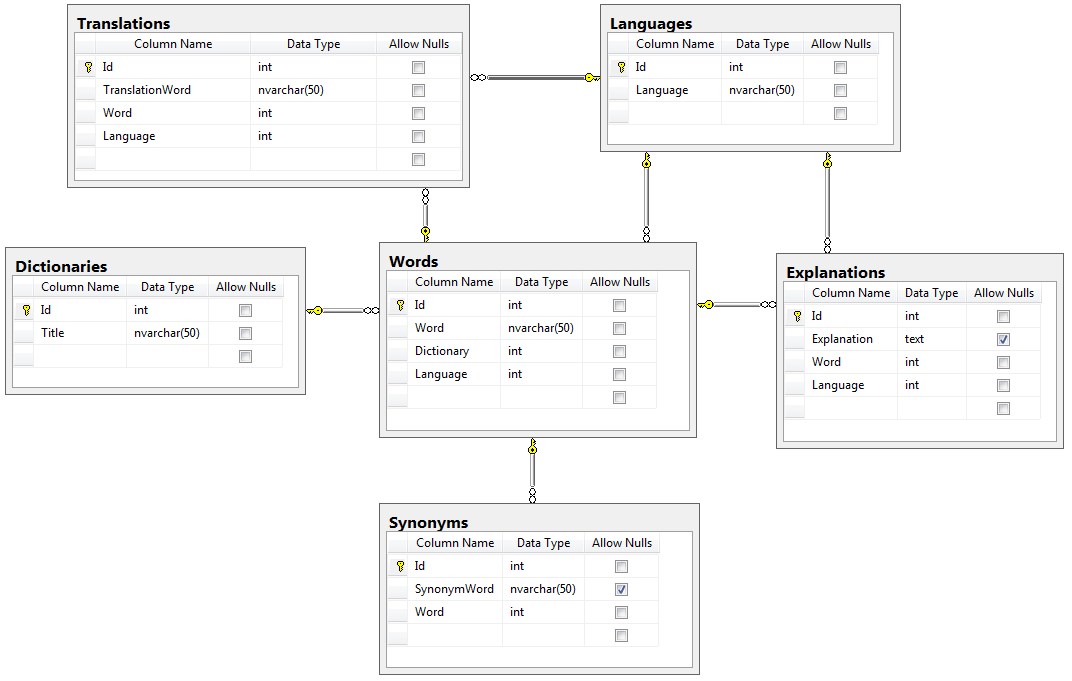 Translations
Column Name Data Type Allow Nulls
Id int
TranslationWord nvarchar(50)
Word int
Language int
Languages
Column Name Data Type Allow Nulls
Id int
Language nvarchar(50)
Dictionaries
Column Name Data Type Allow Nulls
Id int
Title nvarchar(50)
Words
Column Name Data Type Allow Nulls
Id int
Word nvarchar(50)
Dictionary int
Language int
Explanations
Column Name Data Type Allow Nulls
Id int
Explanation text
Word int
Language int
Synonyms
Column Name Data Type Allow Nulls
Id int
SynonymWord nvarchar(50)
Word int